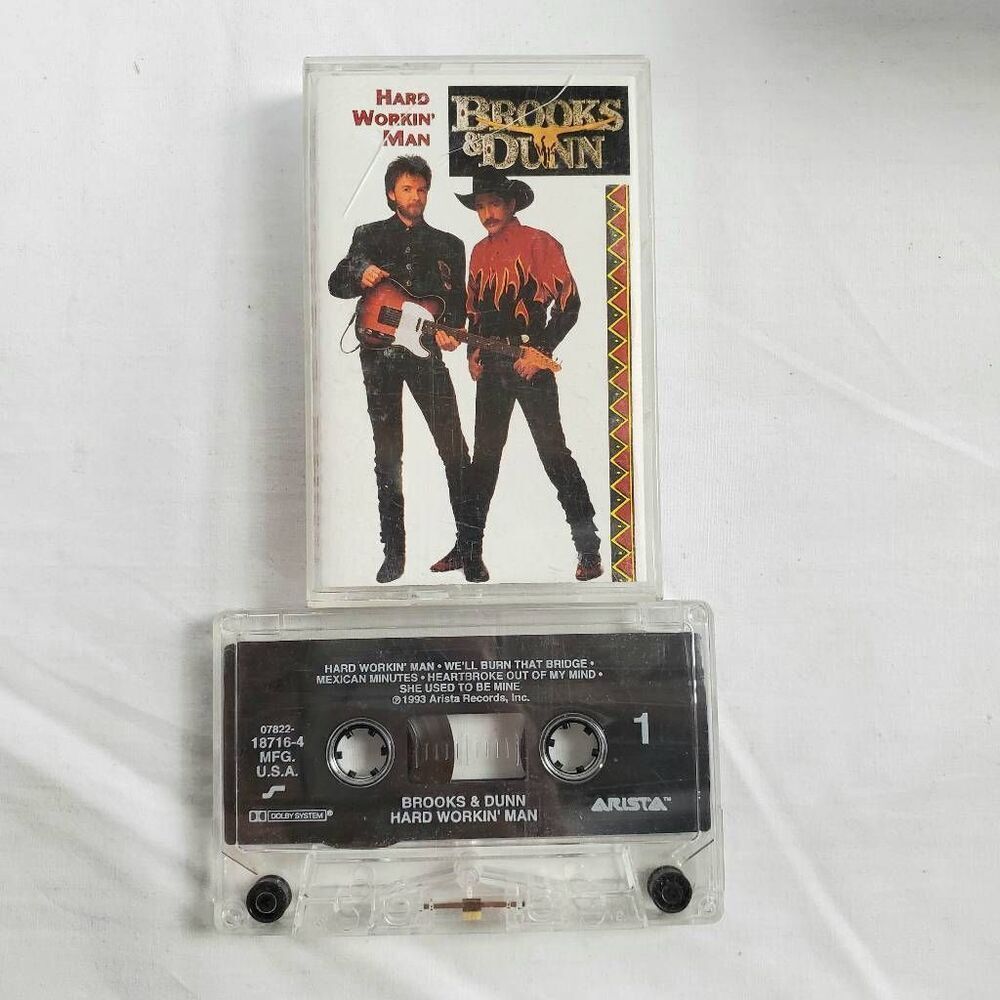 HARD
WORKIN'
MAN
BROOKS
& DUNN
HARD WORKIN' MAN • WE'LL BURN THAT BRIDGE •
MEXICAN MINUTES • HEARTBROKE OUT OF MY MIND •
SHE USED TO BE MINE
℗1993 Arista Records, Inc.
07822-
18716-4
MFG.
U.S.A.
1
DOLBY SYSTEM®
BROOKS & DUNN
HARD WORKIN' MAN
ARISTA™